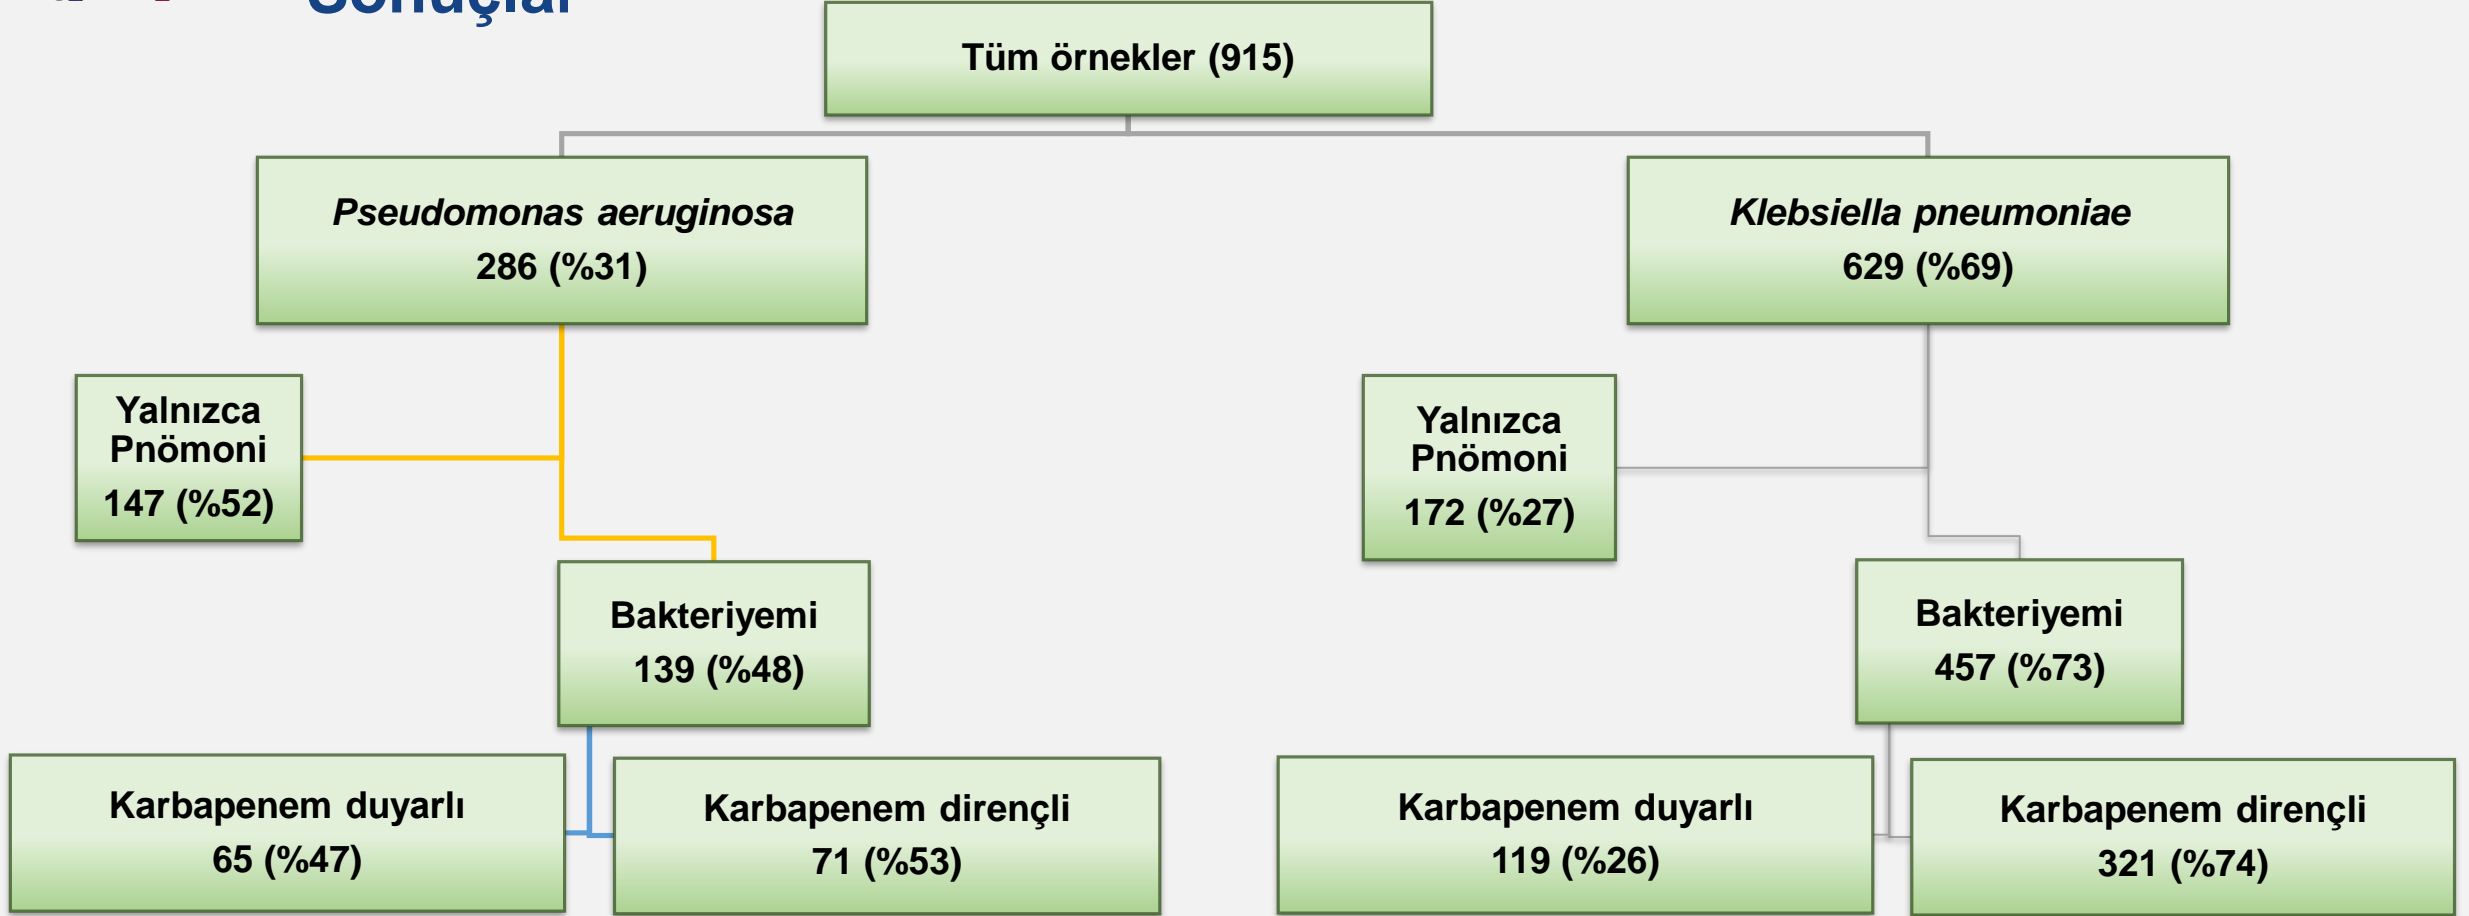 Sonuçlar
Tüm örnekler (915)
Pseudomonas aeruginosa
286 (%31)
Klebsiella pneumoniae
629 (%69)
Yalnızca
Pnömoni
147 (%52)
Yalnızca
Pnömoni
172 (%27)
Bakteriyemi
139 (%48)
Bakteriyemi
457 (%73)
Karbapenem duyarlı
65 (%47)
Karbapenem dirençli
71 (%53)
Karbapenem duyarlı
119 (%26)
Karbapenem dirençli
321 (%74)